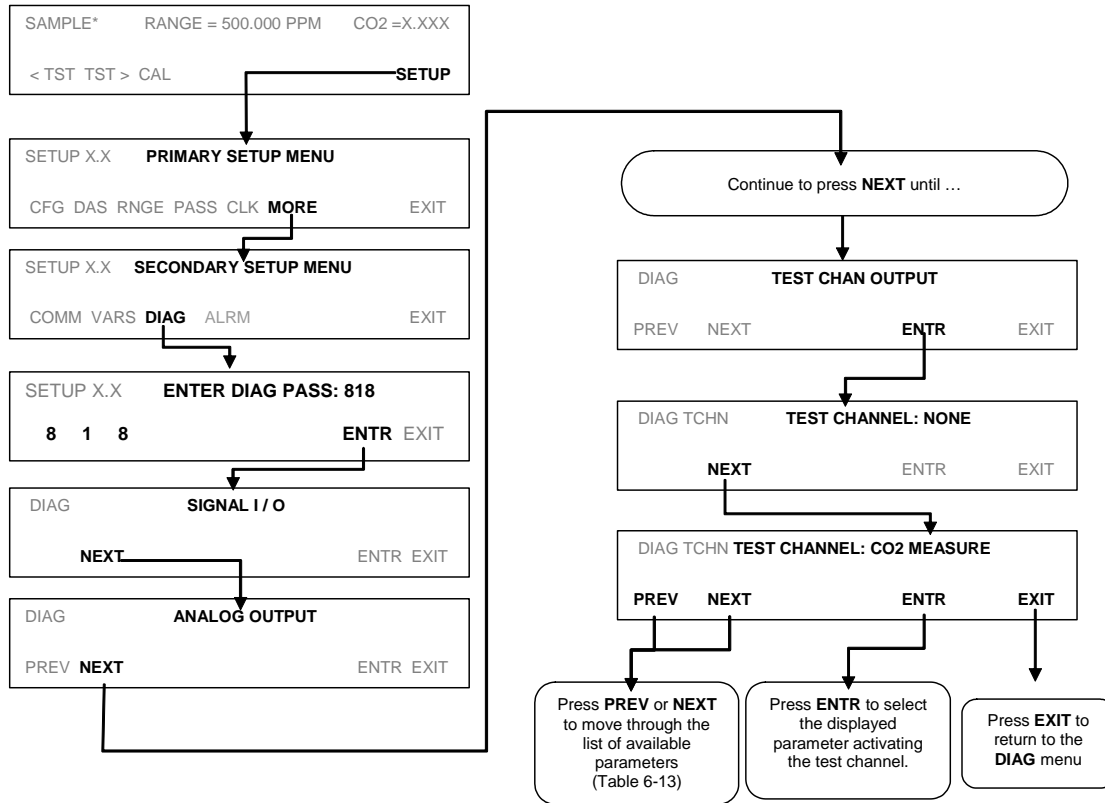 SAMPLE* RANGE = 500.000 PPM CO2 =X.XXX
< TST TST > CAL SETUP
SETUP X.X PRIMARY SETUP MENU
CFG DAS RNGE PASS CLK MORE EXIT
SETUP X.X SECONDARY SETUP MENU
COMM VARS DIAG ALRM EXIT
SETUP X.X ENTER DIAG PASS: 818
8 1 8 ENTR EXIT
DIAG SIGNAL I / O
NEXT ENTR EXIT
DIAG ANALOG OUTPUT
PREV NEXT ENTR EXIT
Continue to press NEXT until …
DIAG TEST CHAN OUTPUT
PREV NEXT ENTR EXIT
DIAG TCHN TEST CHANNEL: NONE
NEXT ENTR EXIT
DIAG TCHN TEST CHANNEL: CO2 MEASURE
PREV NEXT ENTR EXIT
Press PREV or NEXT
to move through the
list of available
parameters
(Table 6-13)
Press ENTR to select
the displayed
parameter activating
the test channel.
Press EXIT to
return to the
DIAG menu